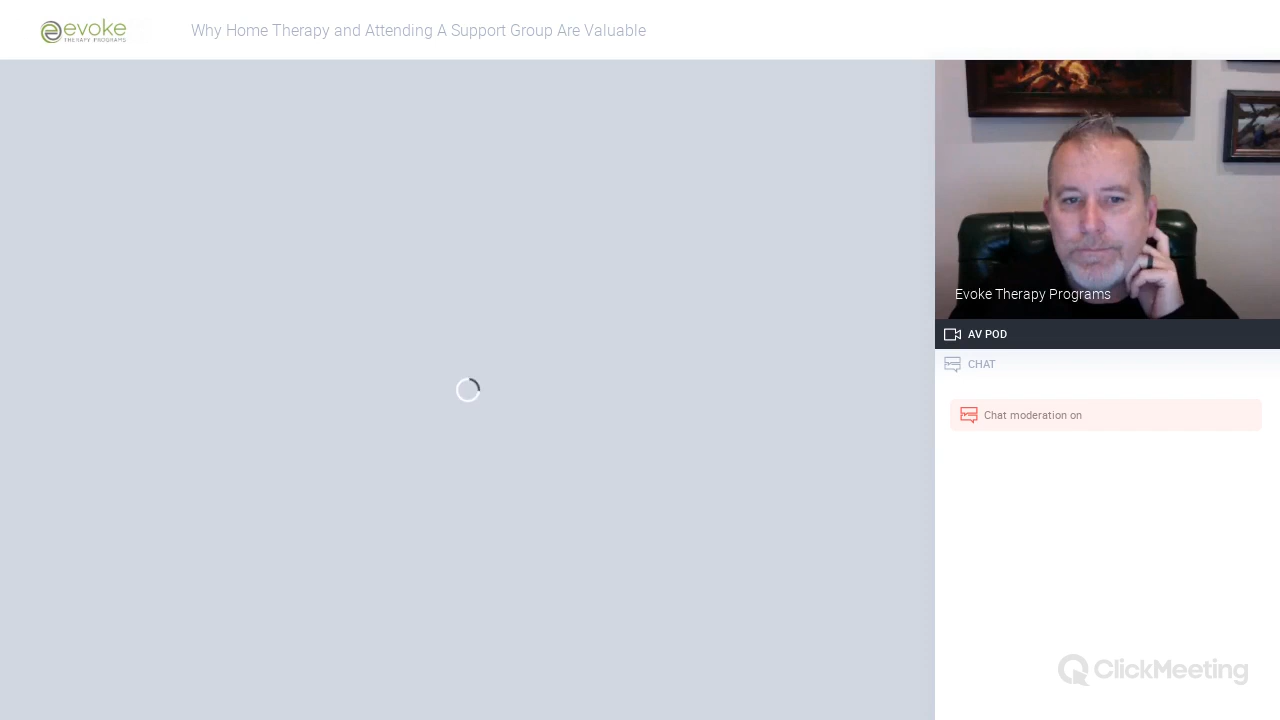 evoke
THERAPY PROGRAMS
Why Home Therapy and Attending A Support Group Are Valuable
Evoke Therapy Programs
AV POD
CHAT
Chat moderation on
ClickMeeting